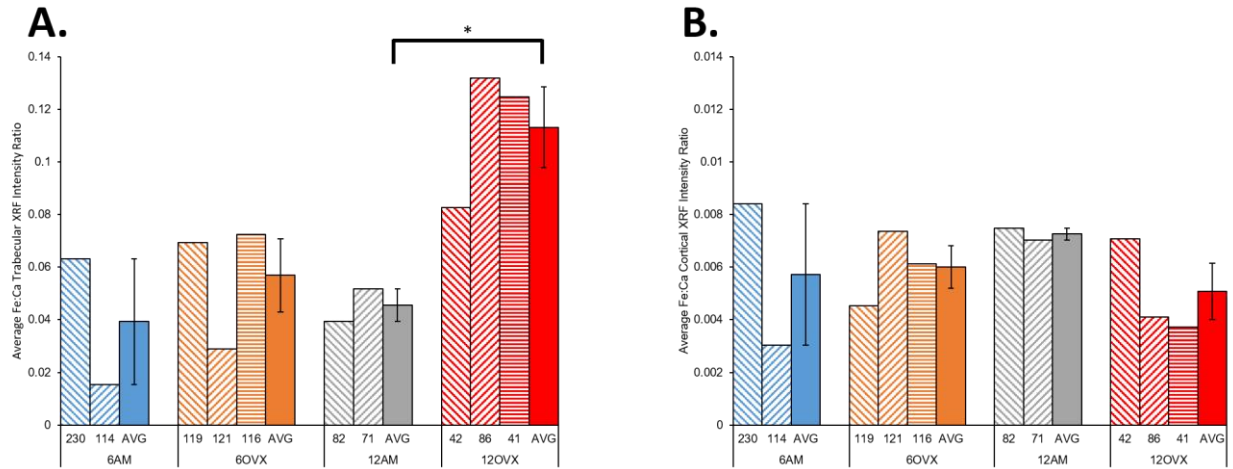 A.
*
0.14
0.12
0.1
0.08
0.06
0.04
0.02
0
Average Fe:Ca Trabecular XRF Intensity Ratio
230 114 AVG 119 121 116 AVG 82 71 AVG 42 86 41 AVG
6AM 6OVX 12AM 12OVX
B.
0.014
0.012
0.01
0.008
0.006
0.004
0.002
0
Average Fe:Ca Cortical XRF Intensity Ratio
230 114 AVG 119 121 116 AVG 82 71 AVG 42 86 41 AVG
6AM 6OVX 12AM 12OVX